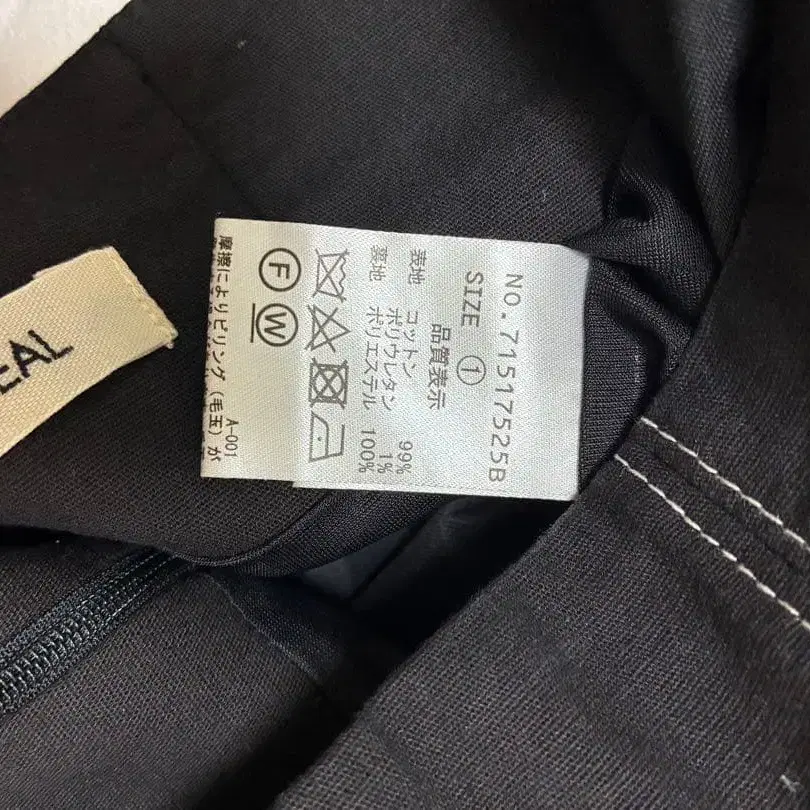 NO.71517525B
SIZE ①
品質表示
表地 コットン 99%
ポリウレタン 1%
裏地 ポリエステル 100%
Ⓕ Ⓦ
摩擦によりピリング(毛玉)が
A-001
EAL